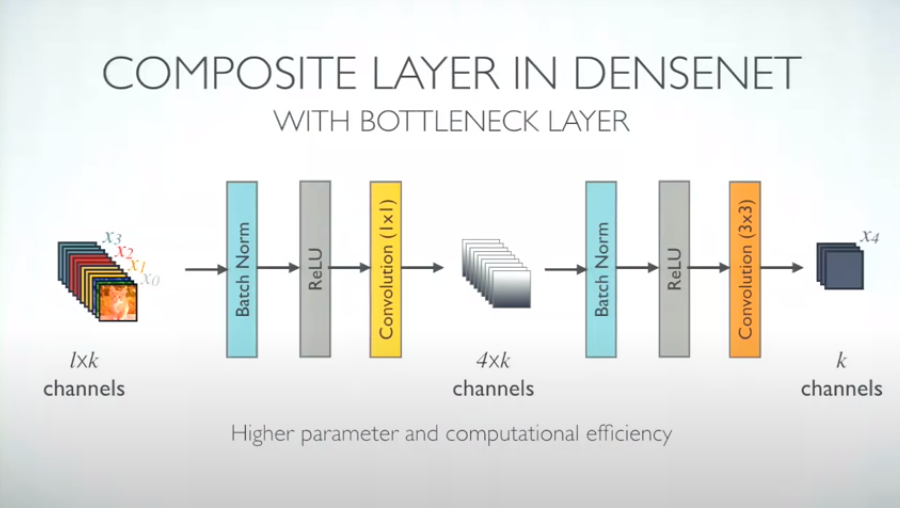 COMPOSITE LAYER IN DENSENET
WITH BOTTLENECK LAYER
x3
x2
x1
x0
l×k
channels
Batch Norm
ReLU
Convolution (1x1)
4×k
channels
Batch Norm
ReLU
Convolution (3x3)
x4
k
channels
Higher parameter and computational efficiency